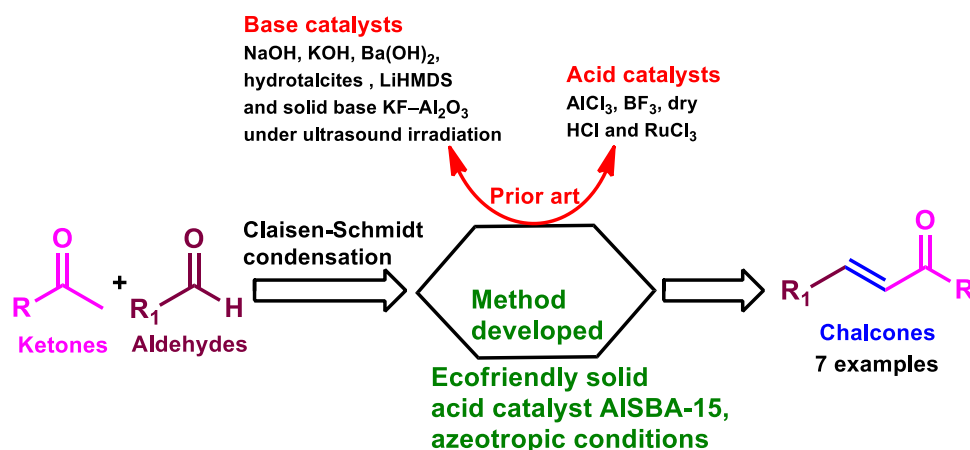 Base catalysts
NaOH, KOH, Ba(OH)₂,
hydrotalcites , LiHMDS
and solid base KF–Al₂O₃
under ultrasound irradiation
Acid catalysts
AlCl₃, BF₃, dry
HCl and RuCl₃
Prior art
Claisen-Schmidt
condensation
O
R
Ketones
+
O
R₁
H
Aldehydes
Method
developed
Ecofriendly solid
acid catalyst AlSBA-15,
azeotropic conditions
O
R₁
R
Chalcones
7 examples